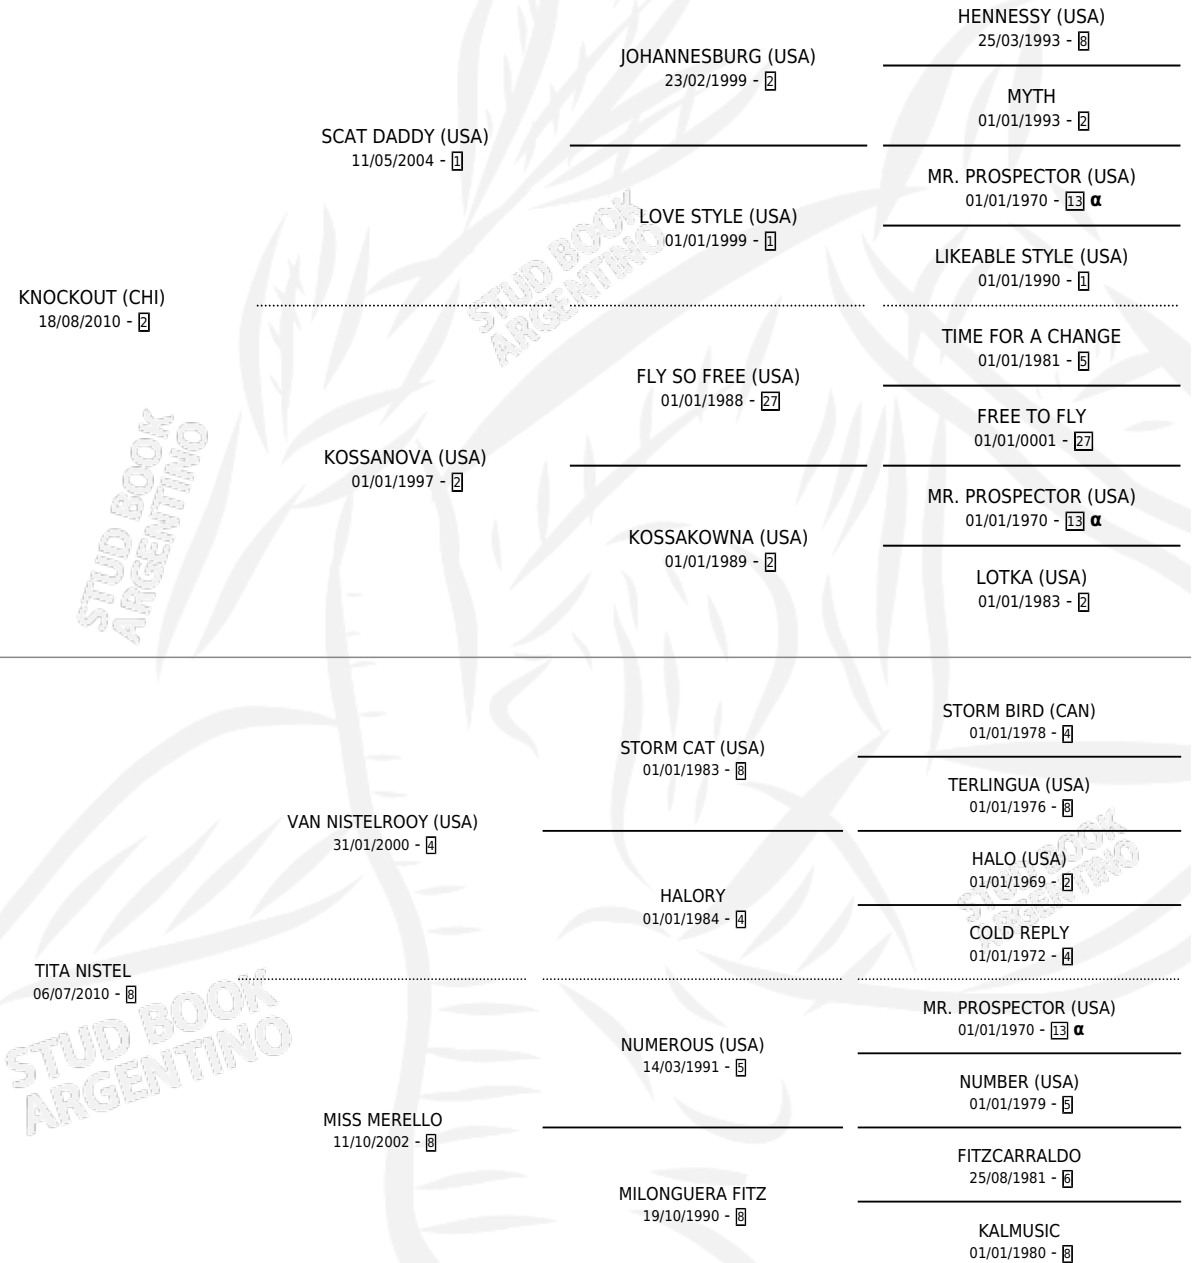 HENNESSY (USA)
25/03/1993 - 8
JOHANNESBURG (USA)
23/02/1999 - 2
MYTH
01/01/1993 - 2
SCAT DADDY (USA)
11/05/2004 - 1
MR. PROSPECTOR (USA)
01/01/1970 - 13 α
LOVE STYLE (USA)
01/01/1999 - 1
LIKEABLE STYLE (USA)
01/01/1990 - 1
KNOCKOUT (CHI)
18/08/2010 - 2
TIME FOR A CHANGE
01/01/1981 - 5
FLY SO FREE (USA)
01/01/1988 - 27
FREE TO FLY
01/01/0001 - 27
KOSSANOVA (USA)
01/01/1997 - 2
MR. PROSPECTOR (USA)
01/01/1970 - 13 α
KOSSAKOWNA (USA)
01/01/1989 - 2
LOTKA (USA)
01/01/1983 - 2
STORM BIRD (CAN)
01/01/1978 - 4
STORM CAT (USA)
01/01/1983 - 8
TERLINGUA (USA)
01/01/1976 - 8
VAN NISTELROOY (USA)
31/01/2000 - 4
HALO (USA)
01/01/1969 - 2
HALORY
01/01/1984 - 4
COLD REPLY
01/01/1972 - 4
TITA NISTEL
06/07/2010 - 8
MR. PROSPECTOR (USA)
01/01/1970 - 13 α
NUMEROUS (USA)
14/03/1991 - 5
NUMBER (USA)
01/01/1979 - 5
MISS MERELLO
11/10/2002 - 8
FITZCARRALDO
25/08/1981 - 6
MILONGUERA FITZ
19/10/1990 - 8
KALMUSIC
01/01/1980 - 8
STUD BOOK
ARGENTINO
STUD BOOK
ARGENTINO
STUD BOOK
ARGENTINO
STUD BOOK
ARGENTINO